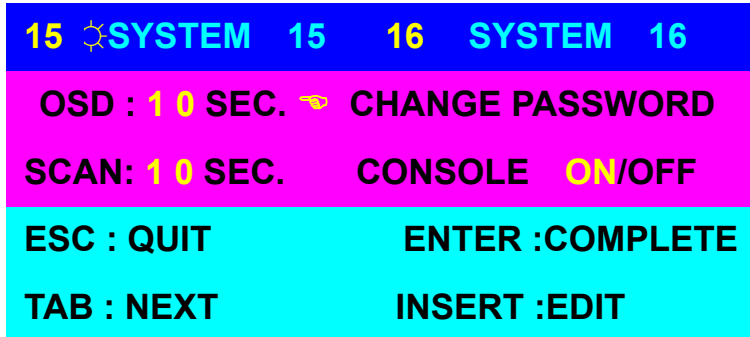 15 ☼SYSTEM 15 16 SYSTEM 16
OSD : 1 0 SEC. ☜ CHANGE PASSWORD
SCAN: 1 0 SEC. CONSOLE ON/OFF
ESC : QUIT ENTER :COMPLETE
TAB : NEXT INSERT :EDIT